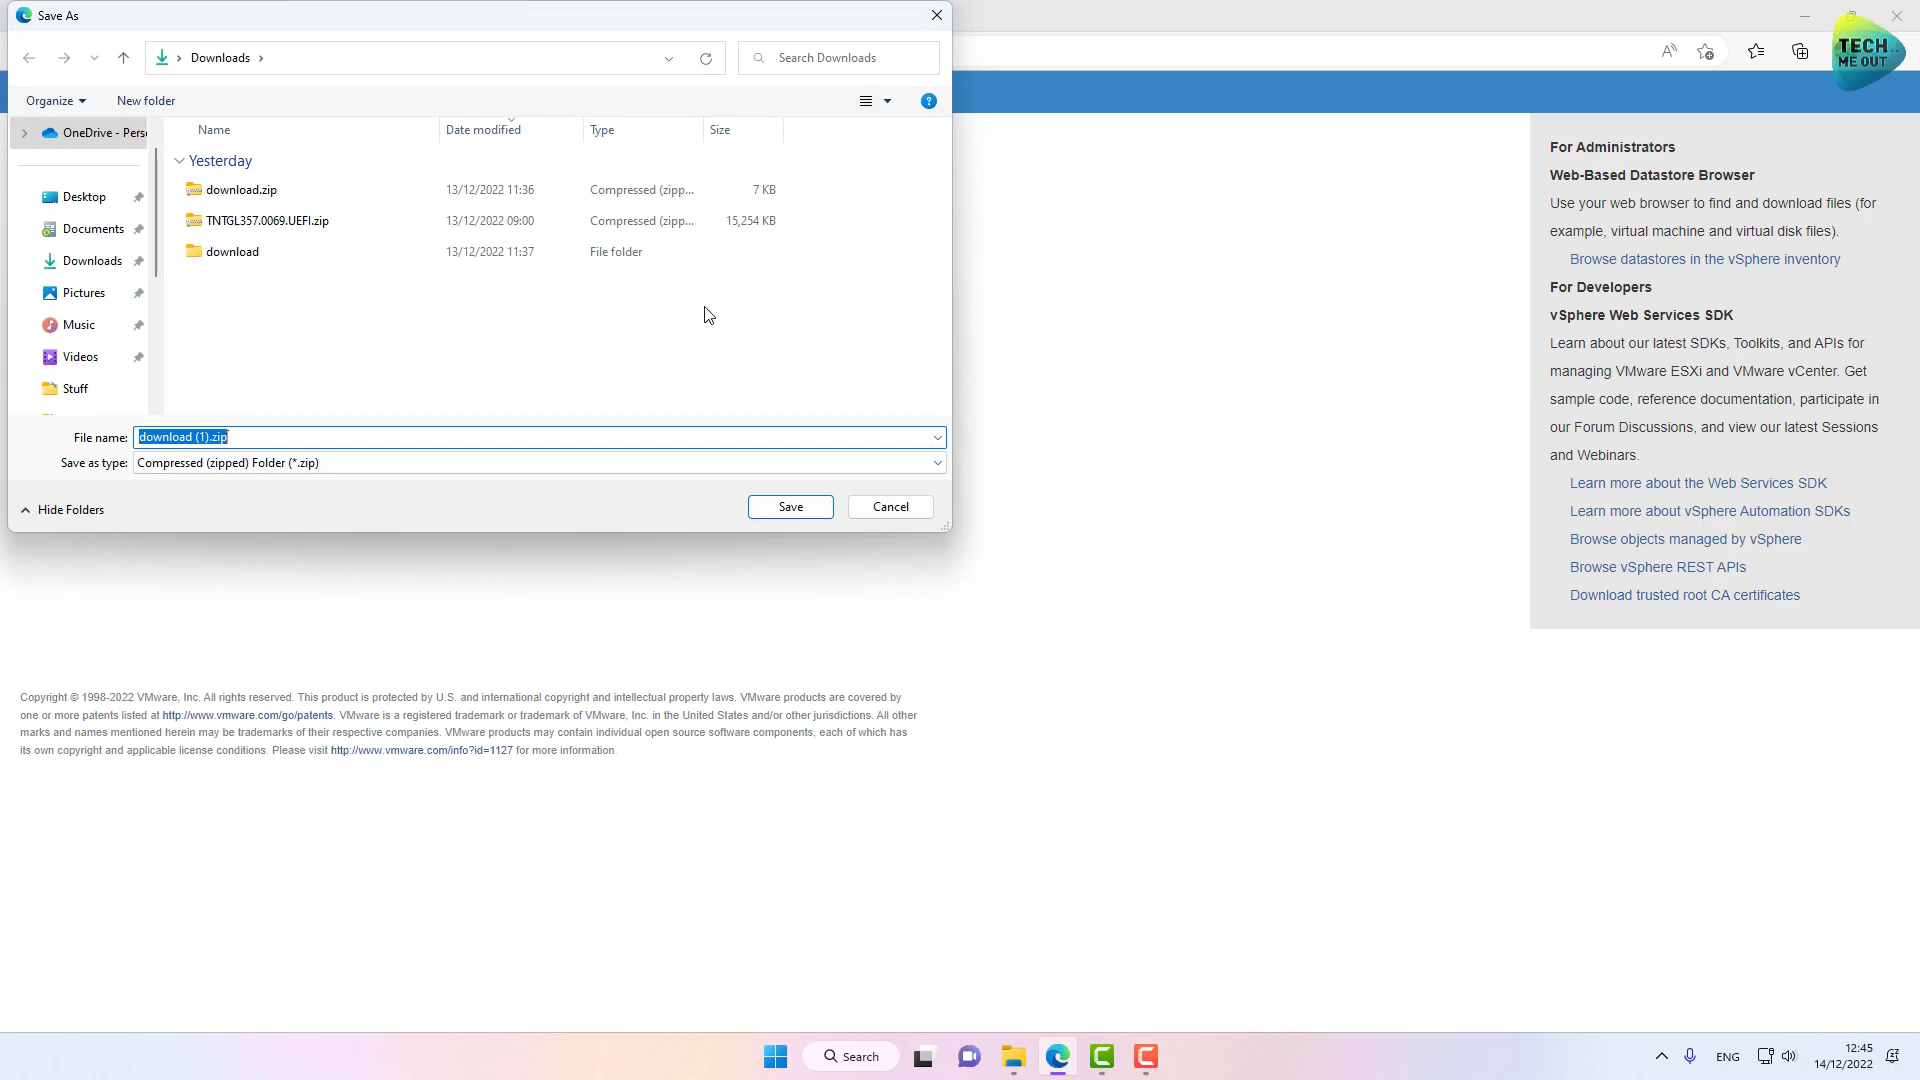 Save As
Downloads
Search Downloads
Organize
New folder
OneDrive - Pers
Name
Date modified
Type
Size
Yesterday
download.zip 13/12/2022 11:36 Compressed (zipp... 7 KB
TNTGL357.0069.UEFI.zip 13/12/2022 09:00 Compressed (zipp... 15,254 KB
download 13/12/2022 11:37 File folder
Desktop
Documents
Downloads
Pictures
Music
Videos
Stuff
File name: download (1).zip
Save as type: Compressed (zipped) Folder (*.zip)
Hide Folders
Save
Cancel
TECH
ME OUT
For Administrators
Web-Based Datastore Browser
Use your web browser to find and download files (for
example, virtual machine and virtual disk files).
Browse datastores in the vSphere inventory
For Developers
vSphere Web Services SDK
Learn about our latest SDKs, Toolkits, and APIs for
managing VMware ESXi and VMware vCenter. Get
sample code, reference documentation, participate in
our Forum Discussions, and view our latest Sessions
and Webinars.
Learn more about the Web Services SDK
Learn more about vSphere Automation SDKs
Browse objects managed by vSphere
Browse vSphere REST APIs
Download trusted root CA certificates
Copyright © 1998-2022 VMware, Inc. All rights reserved. This product is protected by U.S. and international copyright and intellectual property laws. VMware products are covered by
one or more patents listed at http://www.vmware.com/go/patents. VMware is a registered trademark or trademark of VMware, Inc. in the United States and/or other jurisdictions. All other
marks and names mentioned herein may be trademarks of their respective companies. VMware products may contain individual open source software components, each of which has
its own copyright and applicable license conditions. Please visit http://www.vmware.com/info?id=1127 for more information.
Search
ENG
12:45
14/12/2022